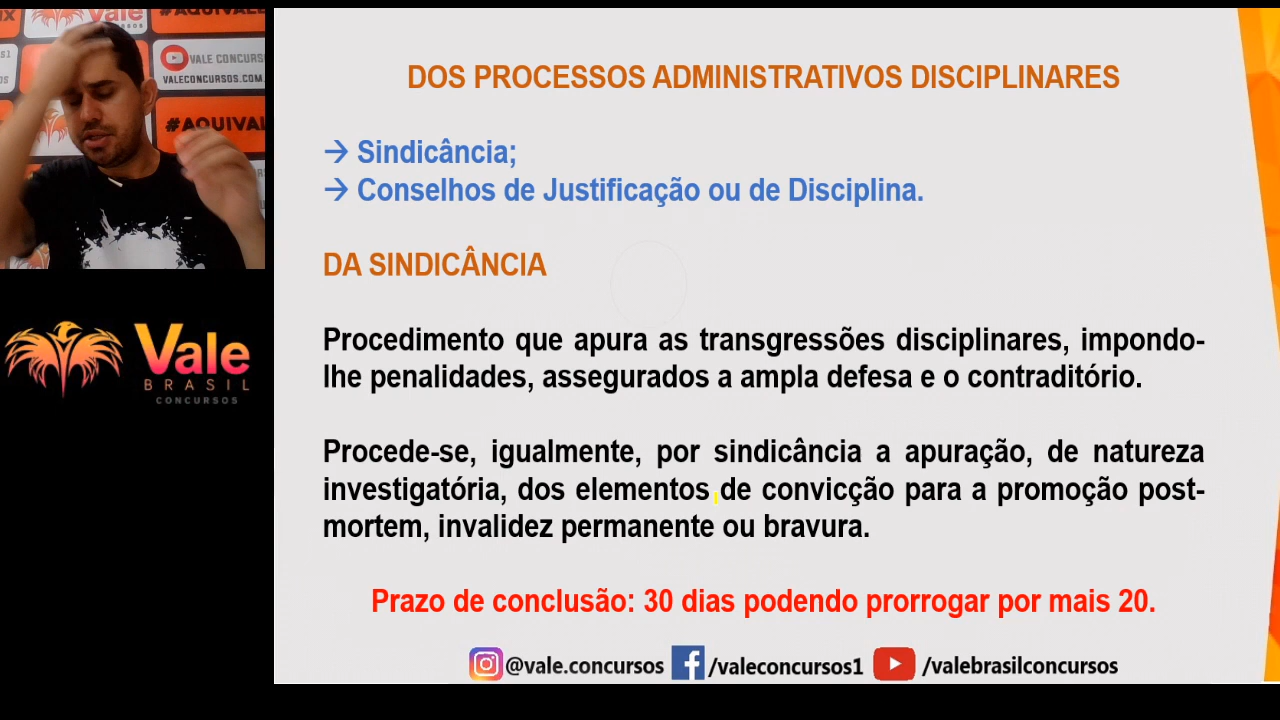 VALE CONCURS
VALECONCURSOS.COM
#AQUIVAL
DOS PROCESSOS ADMINISTRATIVOS DISCIPLINARES
→ Sindicância;
→ Conselhos de Justificação ou de Disciplina.
DA SINDICÂNCIA
Procedimento que apura as transgressões disciplinares, impondo-
lhe penalidades, assegurados a ampla defesa e o contraditório.
Procede-se, igualmente, por sindicância a apuração, de natureza
investigatória, dos elementos de convicção para a promoção post-
mortem, invalidez permanente ou bravura.
Prazo de conclusão: 30 dias podendo prorrogar por mais 20.
Vale
BRASIL
CONCURSOS
@vale.concursos /valeconcursos1 /valebrasilconcursos